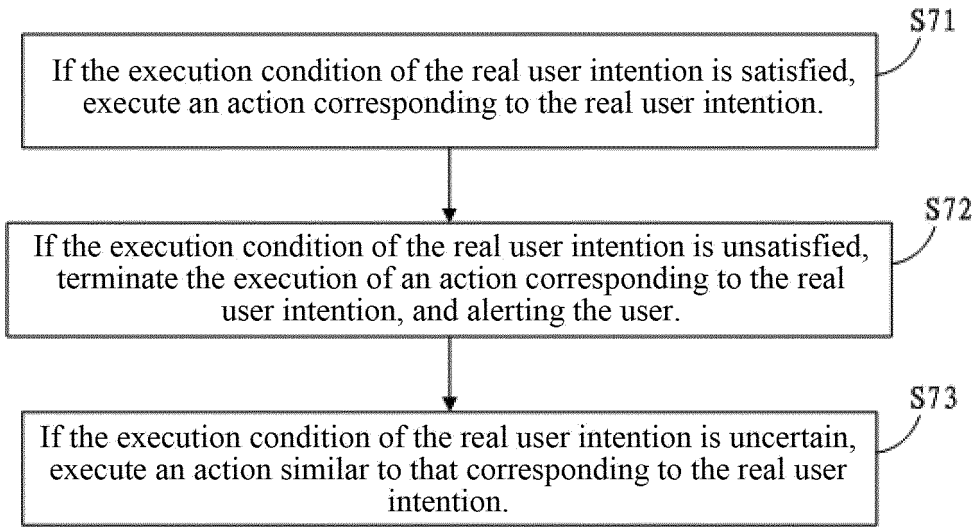 S71
If the execution condition of the real user intention is satisfied,
execute an action corresponding to the real user intention.
S72
If the execution condition of the real user intention is unsatisfied,
terminate the execution of an action corresponding to the real
user intention, and alerting the user.
S73
If the execution condition of the real user intention is uncertain,
execute an action similar to that corresponding to the real user
intention.